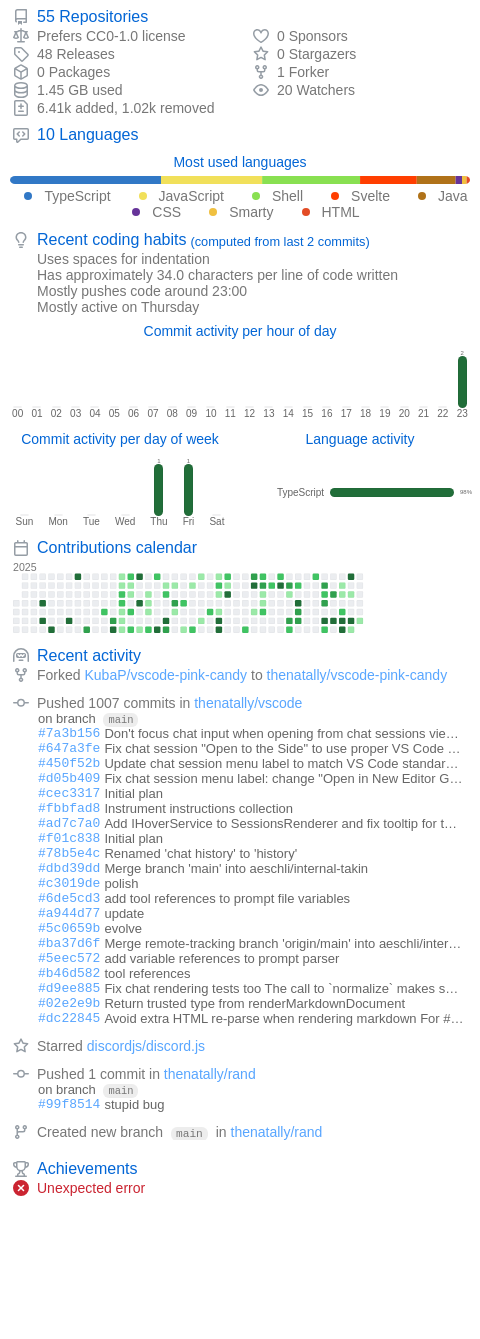 55 Repositories
Prefers CC0-1.0 license
0 Sponsors
48 Releases
0 Stargazers
0 Packages
1 Forker
1.45 GB used
20 Watchers
6.41k added, 1.02k removed
10 Languages
Most used languages
TypeScript JavaScript Shell Svelte Java
CSS Smarty HTML
Recent coding habits (computed from last 2 commits)
Uses spaces for indentation
Has approximately 34.0 characters per line of code written
Mostly pushes code around 23:00
Mostly active on Thursday
Commit activity per hour of day
2
00 01 02 03 04 05 06 07 08 09 10 11 12 13 14 15 16 17 18 19 20 21 22 23
Commit activity per day of week
1 1
Sun Mon Tue Wed Thu Fri Sat
Language activity
TypeScript 98%
Contributions calendar
2025
Recent activity
Forked KubaP/vscode-pink-candy to thenatally/vscode-pink-candy
Pushed 1007 commits in thenatally/vscode
on branch main
#7a3b156 Don't focus chat input when opening from chat sessions vie…
#647a3fe Fix chat session "Open to the Side" to use proper VS Code …
#450f52b Update chat session menu label to match VS Code standar…
#d05b409 Fix chat session menu label: change "Open in New Editor G…
#cec3317 Initial plan
#fbbfad8 Instrument instructions collection
#ad7c7a0 Add IHoverService to SessionsRenderer and fix tooltip for t…
#f01c838 Initial plan
#78b5e4c Renamed 'chat history' to 'history'
#dbd39dd Merge branch 'main' into aeschli/internal-takin
#c3019de polish
#6de5cd3 add tool references to prompt file variables
#a944d77 update
#5c0659b evolve
#ba37d6f Merge remote-tracking branch 'origin/main' into aeschli/inter…
#5eec572 add variable references to prompt parser
#b46d582 tool references
#d9ee885 Fix chat rendering tests too The call to `normalize` makes s…
#02e2e9b Return trusted type from renderMarkdownDocument
#dc22845 Avoid extra HTML re-parse when rendering markdown For #…
Starred discordjs/discord.js
Pushed 1 commit in thenatally/rand
on branch main
#99f8514 stupid bug
Created new branch main in thenatally/rand
Achievements
Unexpected error